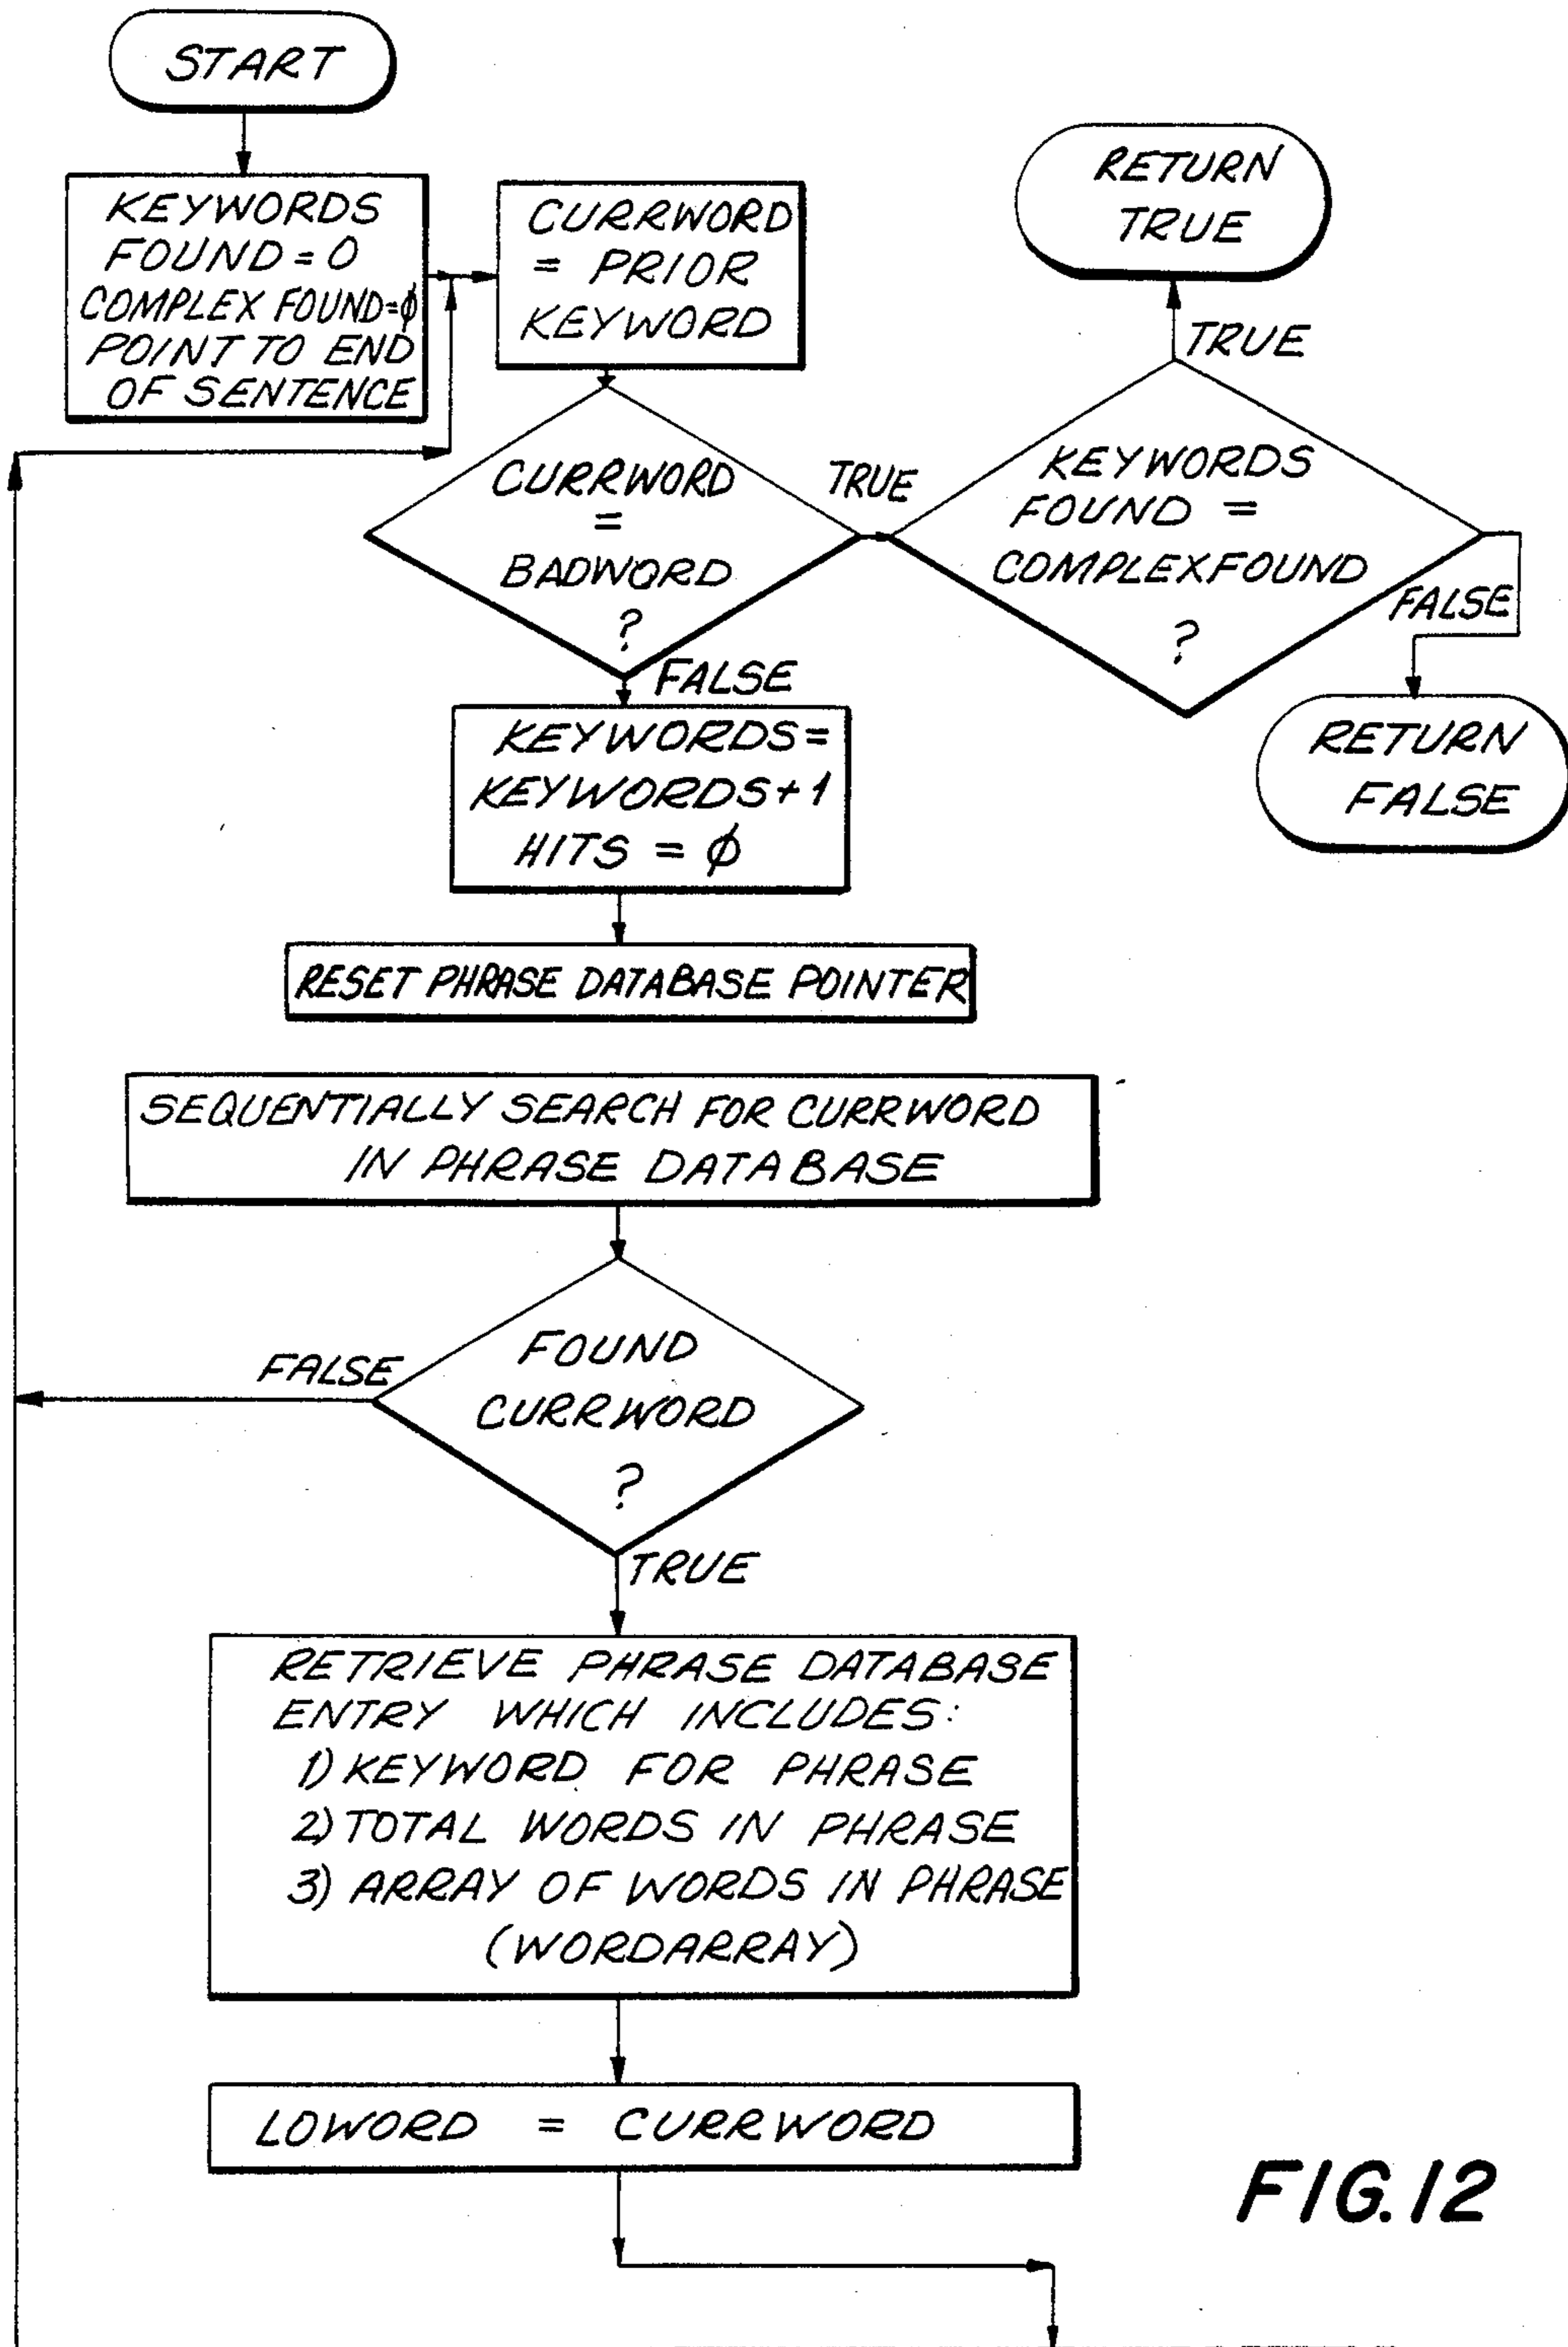 START
KEYWORDS
FOUND = 0
COMPLEX FOUND=ϕ
POINT TO END
OF SENTENCE
CURRWORD
= PRIOR
KEYWORD
RETURN
TRUE
TRUE
CURRWORD
=
BADWORD
?
TRUE
KEYWORDS
FOUND =
COMPLEXFOUND
?
FALSE
RETURN
FALSE
FALSE
KEYWORDS=
KEYWORDS+1
HITS = ϕ
RESET PHRASE DATABASE POINTER
SEQUENTIALLY SEARCH FOR CURRWORD
IN PHRASE DATABASE
FOUND
CURRWORD
?
FALSE
TRUE
RETRIEVE PHRASE DATABASE
ENTRY WHICH INCLUDES:
1) KEYWORD FOR PHRASE
2) TOTAL WORDS IN PHRASE
3) ARRAY OF WORDS IN PHRASE
(WORDARRAY)
LOWORD = CURRWORD
FIG.12